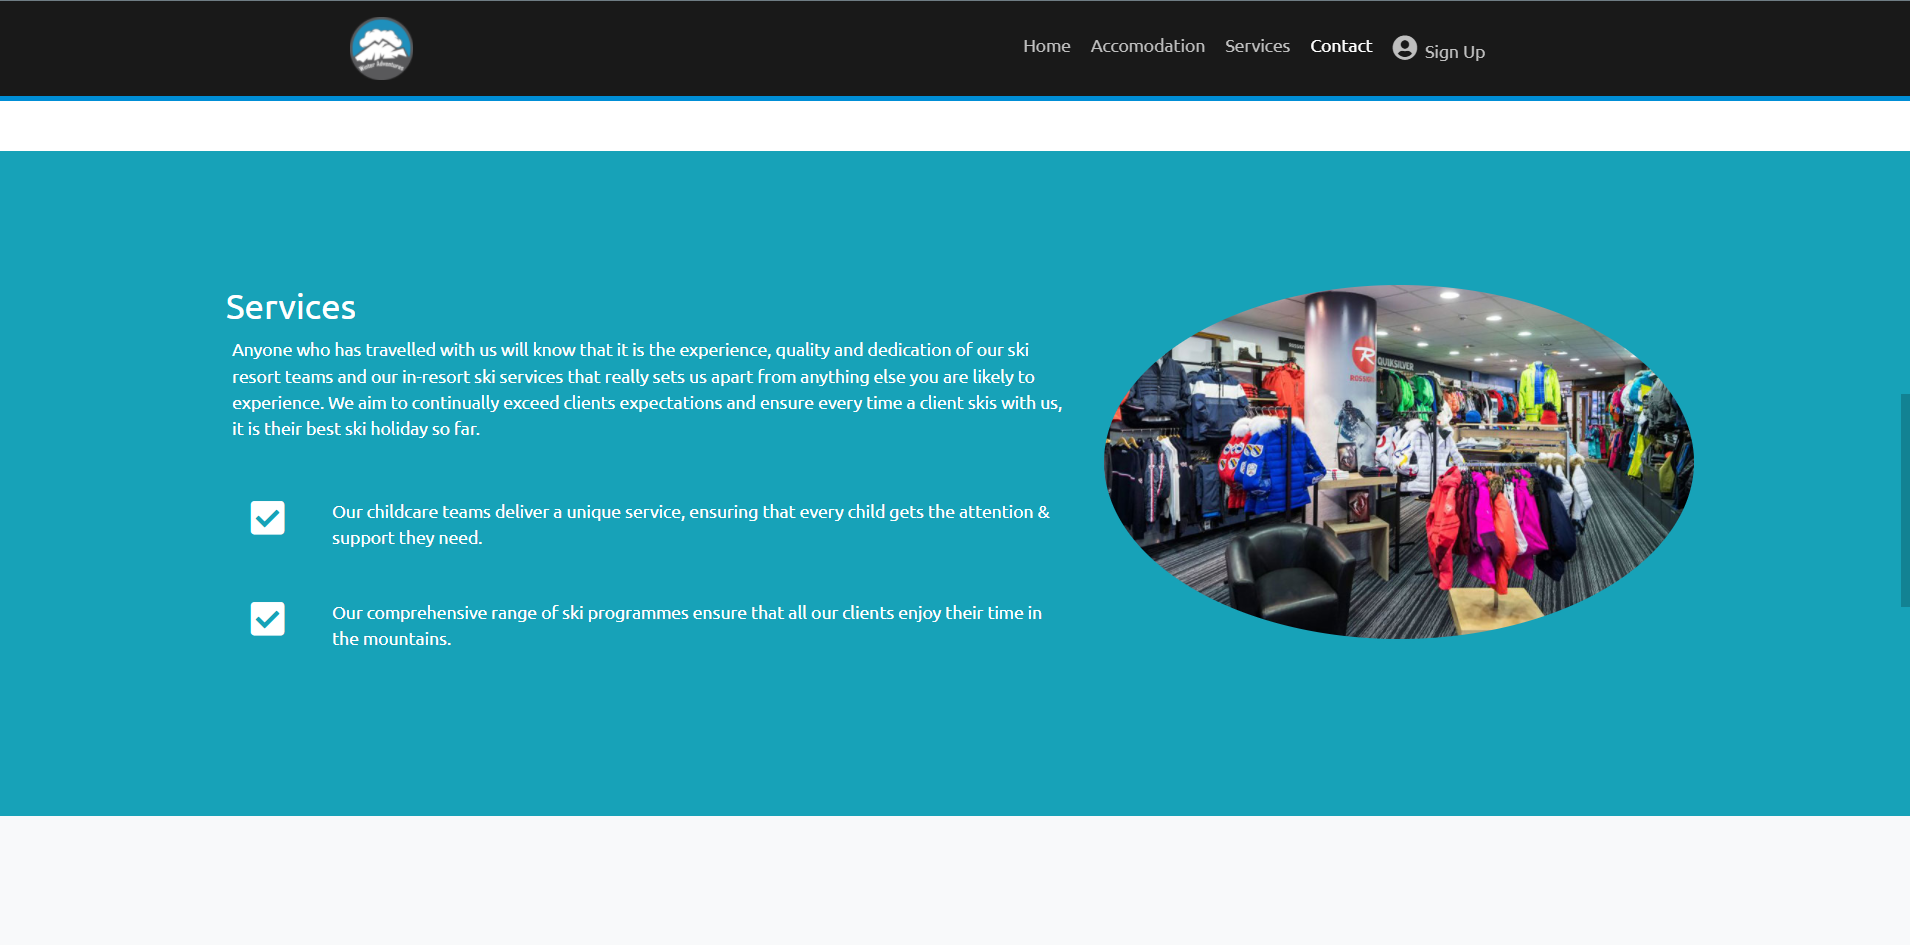 Home Accomodation Services Contact Sign Up
Services
Anyone who has travelled with us will know that it is the experience, quality and dedication of our ski
resort teams and our in-resort ski services that really sets us apart from anything else you are likely to
experience. We aim to continually exceed clients expectations and ensure every time a client skis with us,
it is their best ski holiday so far.
Our childcare teams deliver a unique service, ensuring that every child gets the attention &
support they need.
Our comprehensive range of ski programmes ensure that all our clients enjoy their time in
the mountains.
QUIKSILVER